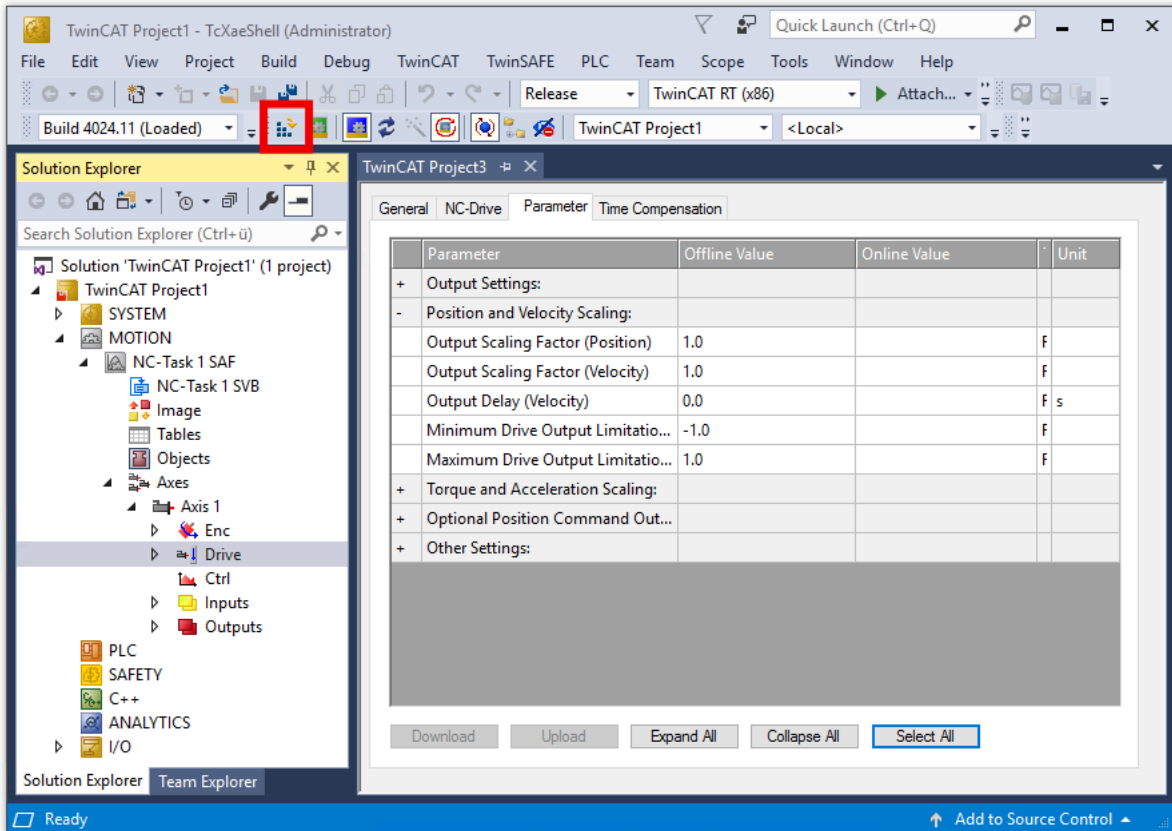 TwinCAT Project1 - TcXaeShell (Administrator)
Quick Launch (Ctrl+Q)
File Edit View Project Build Debug TwinCAT TwinSAFE PLC Team Scope Tools Window Help
Release TwinCAT RT (x86) Attach...
Build 4024.11 (Loaded) TwinCAT Project1 <Local>
Solution Explorer
Search Solution Explorer (Ctrl+ü)
Solution 'TwinCAT Project1' (1 project)
TwinCAT Project1
SYSTEM
MOTION
NC-Task 1 SAF
NC-Task 1 SVB
Image
Tables
Objects
Axes
Axis 1
Enc
Drive
Ctrl
Inputs
Outputs
PLC
SAFETY
C++
ANALYTICS
I/O
Solution Explorer Team Explorer
TwinCAT Project3
General NC-Drive Parameter Time Compensation
Parameter Offline Value Online Value Unit
+ Output Settings:
- Position and Velocity Scaling:
Output Scaling Factor (Position) 1.0 F
Output Scaling Factor (Velocity) 1.0 F
Output Delay (Velocity) 0.0 F s
Minimum Drive Output Limitatio... -1.0 F
Maximum Drive Output Limitatio... 1.0 F
+ Torque and Acceleration Scaling:
+ Optional Position Command Out...
+ Other Settings:
Download Upload Expand All Collapse All Select All
Ready Add to Source Control